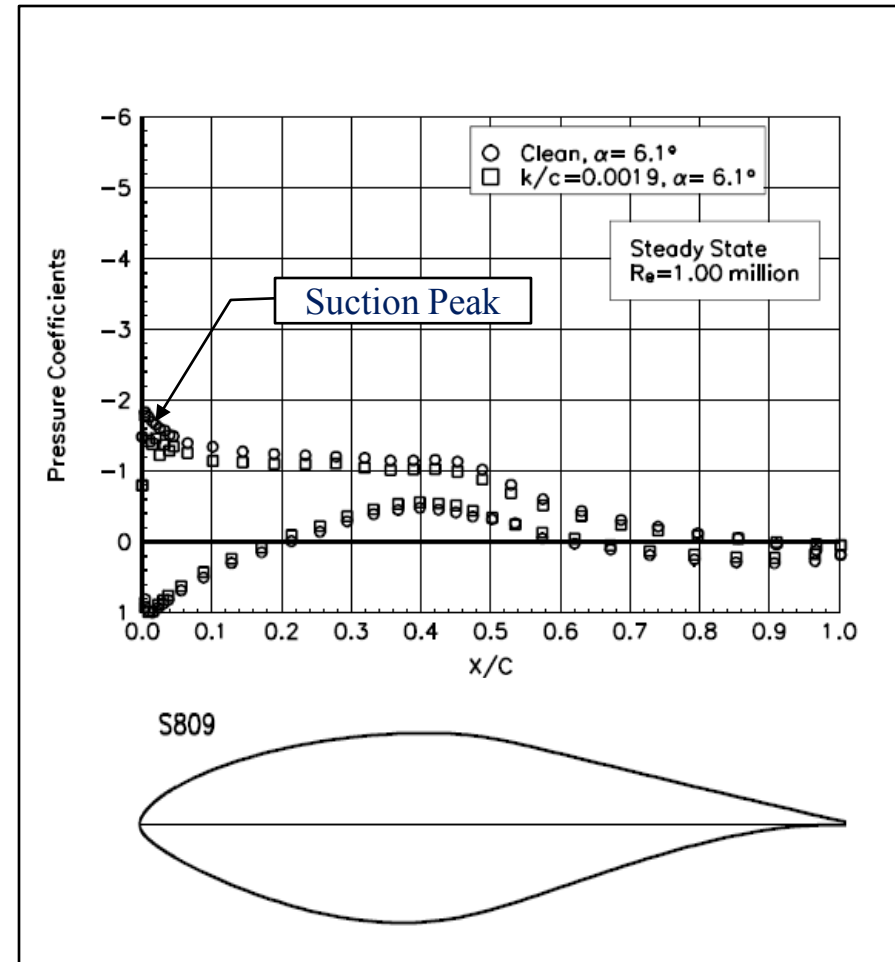 -6
-5
-4
-3
-2
-1
0
1
Pressure Coefficients
○ Clean, α= 6.1°
□ k/c=0.0019, α= 6.1°
Steady State
Re=1.00 million
Suction Peak
0.0 0.1 0.2 0.3 0.4 0.5 0.6 0.7 0.8 0.9 1.0
X/C
S809